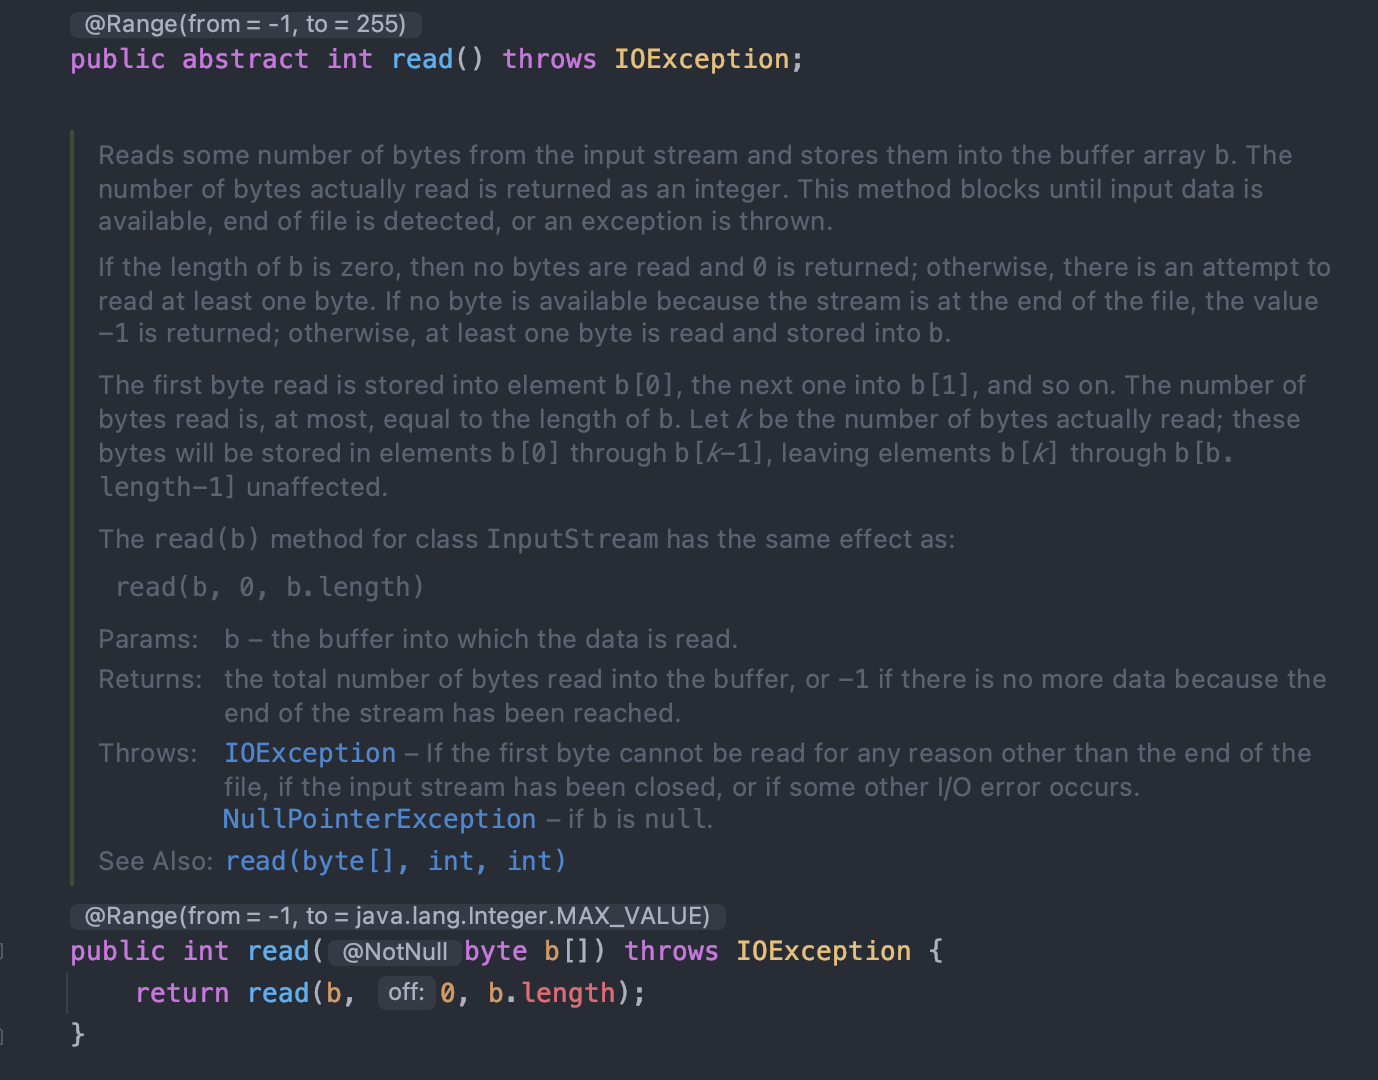 @Range(from = -1, to = 255)
public abstract int read() throws IOException;
Reads some number of bytes from the input stream and stores them into the buffer array b. The
number of bytes actually read is returned as an integer. This method blocks until input data is
available, end of file is detected, or an exception is thrown.
If the length of b is zero, then no bytes are read and 0 is returned; otherwise, there is an attempt to
read at least one byte. If no byte is available because the stream is at the end of the file, the value
−1 is returned; otherwise, at least one byte is read and stored into b.
The first byte read is stored into element b[0], the next one into b[1], and so on. The number of
bytes read is, at most, equal to the length of b. Let k be the number of bytes actually read; these
bytes will be stored in elements b[0] through b[k−1], leaving elements b[k] through b[b.
length−1] unaffected.
The read(b) method for class InputStream has the same effect as:
read(b, 0, b.length)
Params: b – the buffer into which the data is read.
Returns: the total number of bytes read into the buffer, or −1 if there is no more data because the
end of the stream has been reached.
Throws: IOException – If the first byte cannot be read for any reason other than the end of the
file, if the input stream has been closed, or if some other I/O error occurs.
NullPointerException – if b is null.
See Also: read(byte[], int, int)
@Range(from = -1, to = java.lang.Integer.MAX_VALUE)
public int read( @NotNull byte b[]) throws IOException {
return read(b, off: 0, b.length);
}